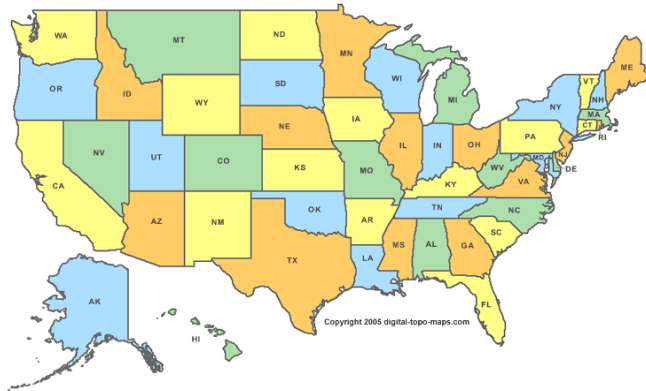 WA
MT
ND
MN
ME
OR
ID
SD
WI
VT
NH
WY
MI
NY
MA
CT
RI
NE
IA
PA
NJ
NV
UT
CO
IL
IN
OH
MD
DE
CA
KS
MO
WV
VA
KY
AZ
NM
OK
AR
TN
NC
SC
TX
LA
MS
AL
GA
FL
AK
HI
Copyright 2005 digital-topo-maps.com